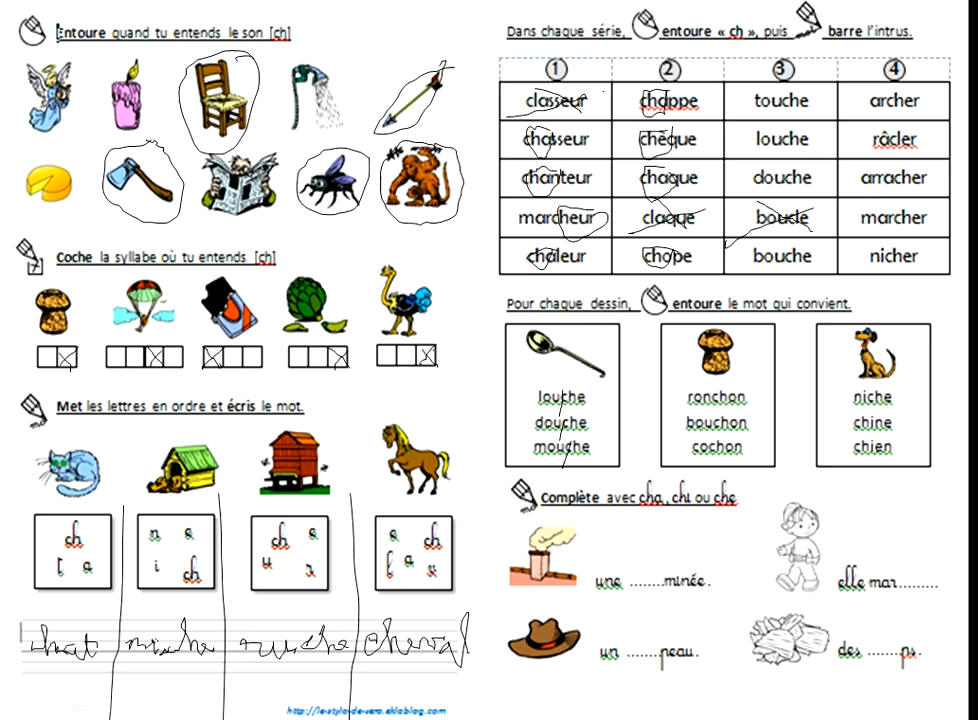 Entoure quand tu entends le son [ch]
Coche la syllabe où tu entends [ch]
Met les lettres en ordre et écris le mot.
ch
t a
n e
i ch
ch e
u r
e ch
l a v
chat niche ruche cheval
http://le-stylo-de-vero.eklablog.com
Dans chaque série, entoure « ch », puis barre l'intrus.
1 2 3 4
classeur chappe touche archer
chasseur chèque louche râcler
chanteur chaque douche arracher
marcheur claque boucle marcher
chaleur chope bouche nicher
Pour chaque dessin, entoure le mot qui convient.
louche ronchon niche
douche bouchon chine
mouche cochon chien
Complète avec cha, chi ou che
une ........minée. elle mar..........
un ......peau. des ........ps.